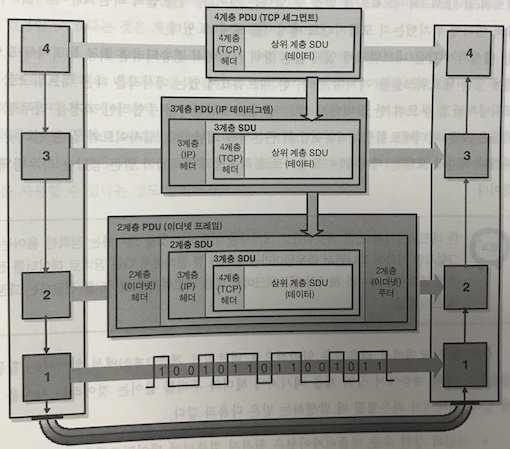 4계층 PDU (TCP 세그먼트)
4계층
(TCP)
헤더
상위 계층 SDU
(데이터)
4
4
3계층 PDU (IP 데이터그램)
3계층 SDU
3계층
(IP)
헤더
4계층
(TCP)
헤더
상위 계층 SDU
(데이터)
3
3
2계층 PDU (이더넷 프레임)
2계층 SDU
3계층 SDU
2계층
(이더넷)
헤더
3계층
(IP)
헤더
4계층
(TCP)
헤더
상위 계층 SDU
(데이터)
2계층
(이더넷)
푸터
2
2
1
1 0 0 1 0 1 1 0 1 1 0 0 1 0 1 1
1